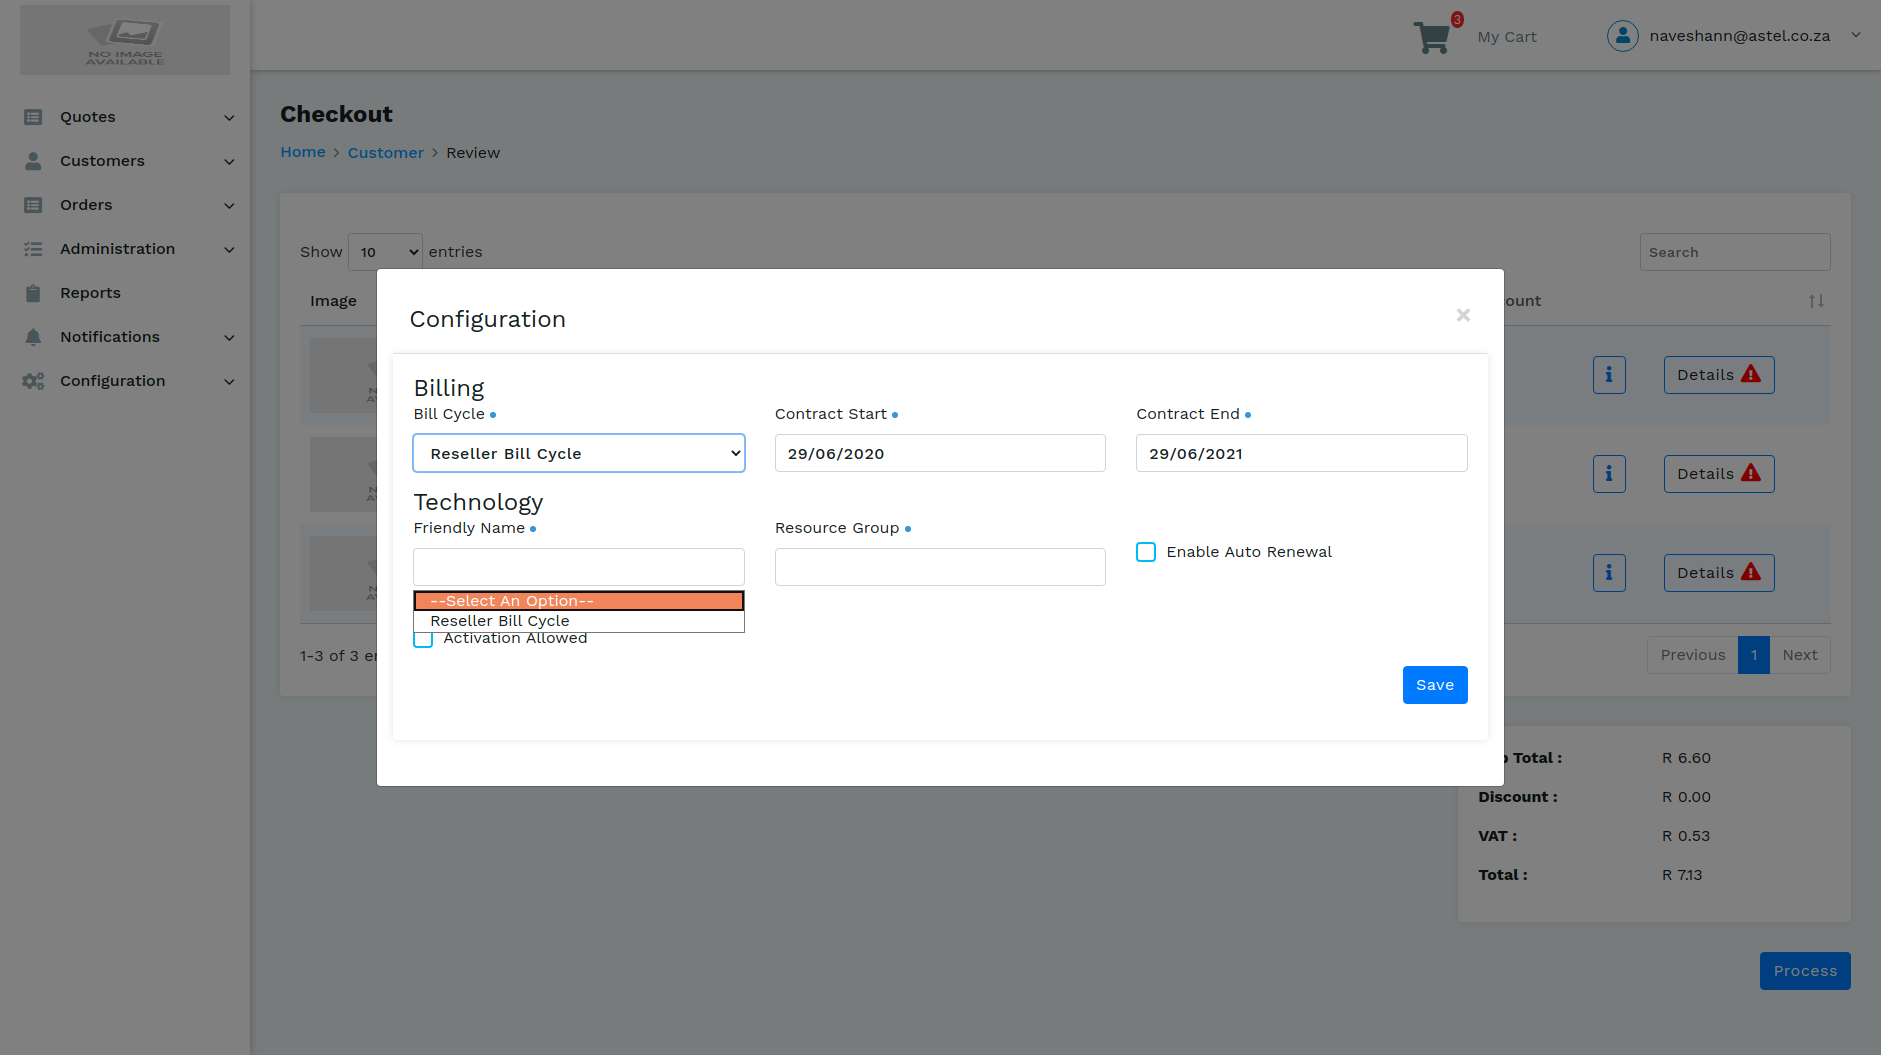 NO IMAGE
AVAILABLE
3
My Cart
naveshann@astel.co.za
Quotes
Customers
Orders
Administration
Reports
Notifications
Configuration
Checkout
Home > Customer > Review
Show 10 entries
Search
Image
ount
Details
Details
Details
1-3 of 3 en
Previous 1 Next
Configuration
×
Billing
Bill Cycle
Contract Start
Contract End
Reseller Bill Cycle
29/06/2020
29/06/2021
Technology
Friendly Name
Resource Group
Enable Auto Renewal
--Select An Option--
Reseller Bill Cycle
Activation Allowed
Save
Total : R 6.60
Discount : R 0.00
VAT : R 0.53
Total : R 7.13
Process